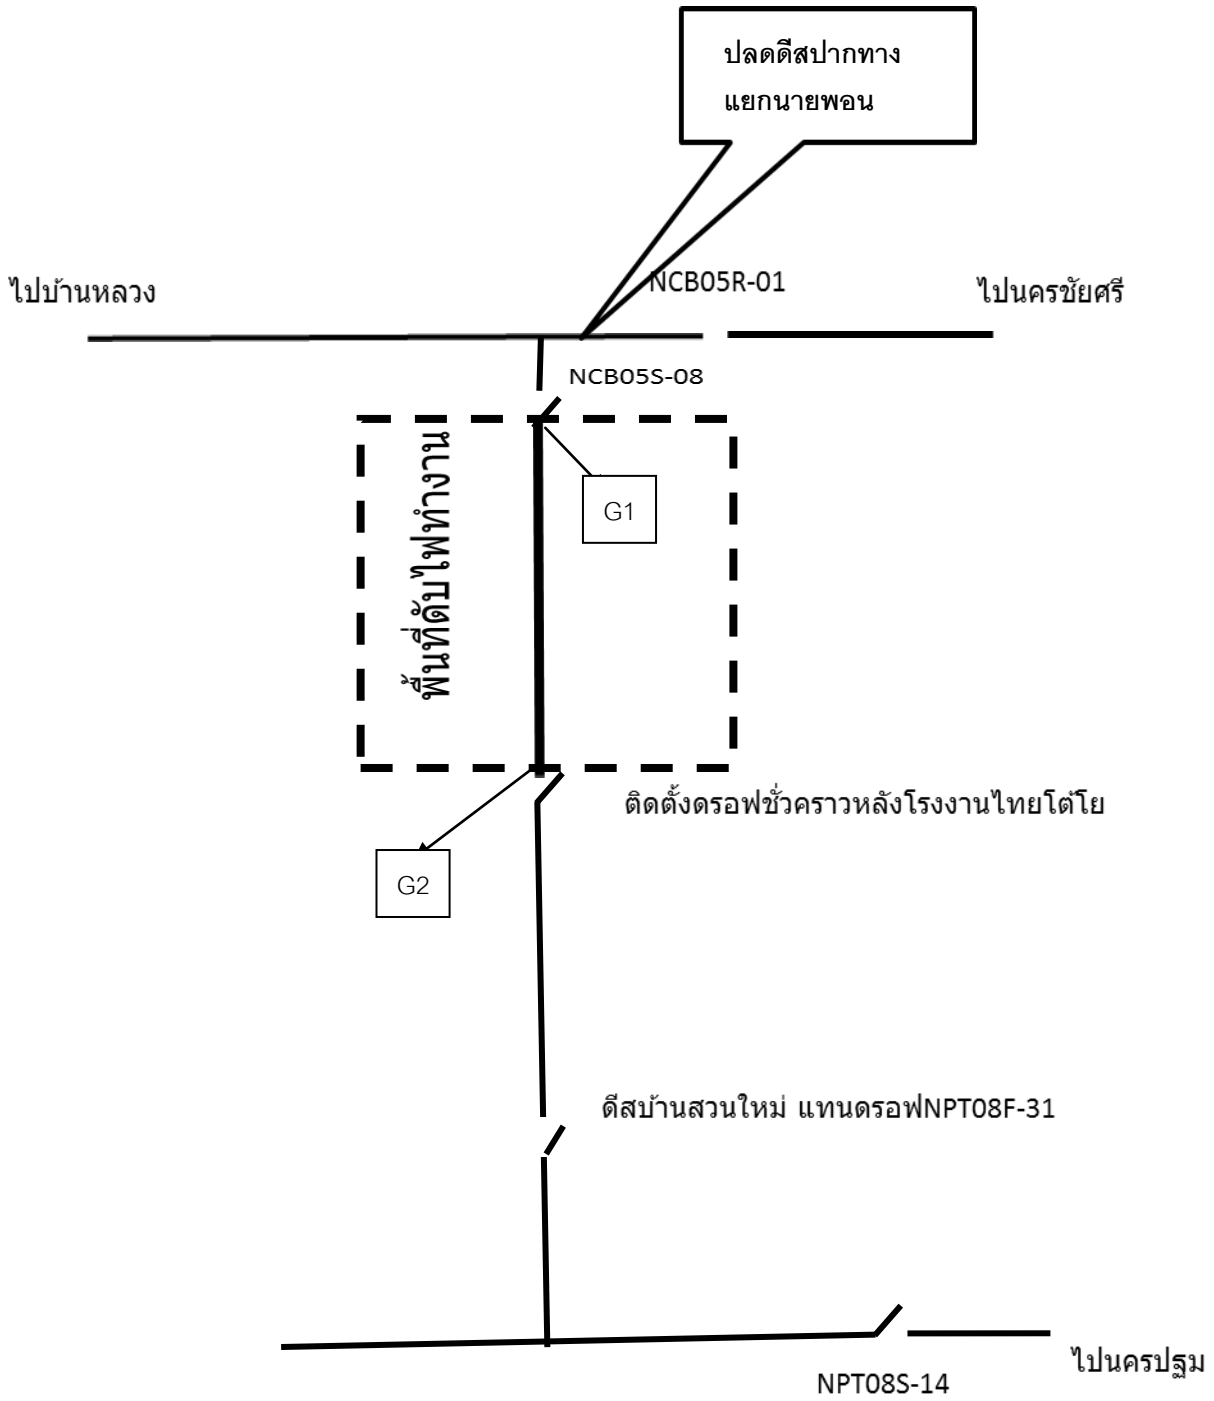 ปลดดีสปากทาง
แยกนายพอน
ไปบ้านหลวง
NCB05R-01
ไปนครชัยศรี
NCB05S-08
พื้นที่ดับไฟทำงาน
G1
ติดตั้งดรอฟชั่วคราวหลังโรงงานไทยโต้โย
G2
ดีสบ้านสวนใหม่ แทนดรอฟNPT08F-31
ไปนครปฐม
NPT08S-14